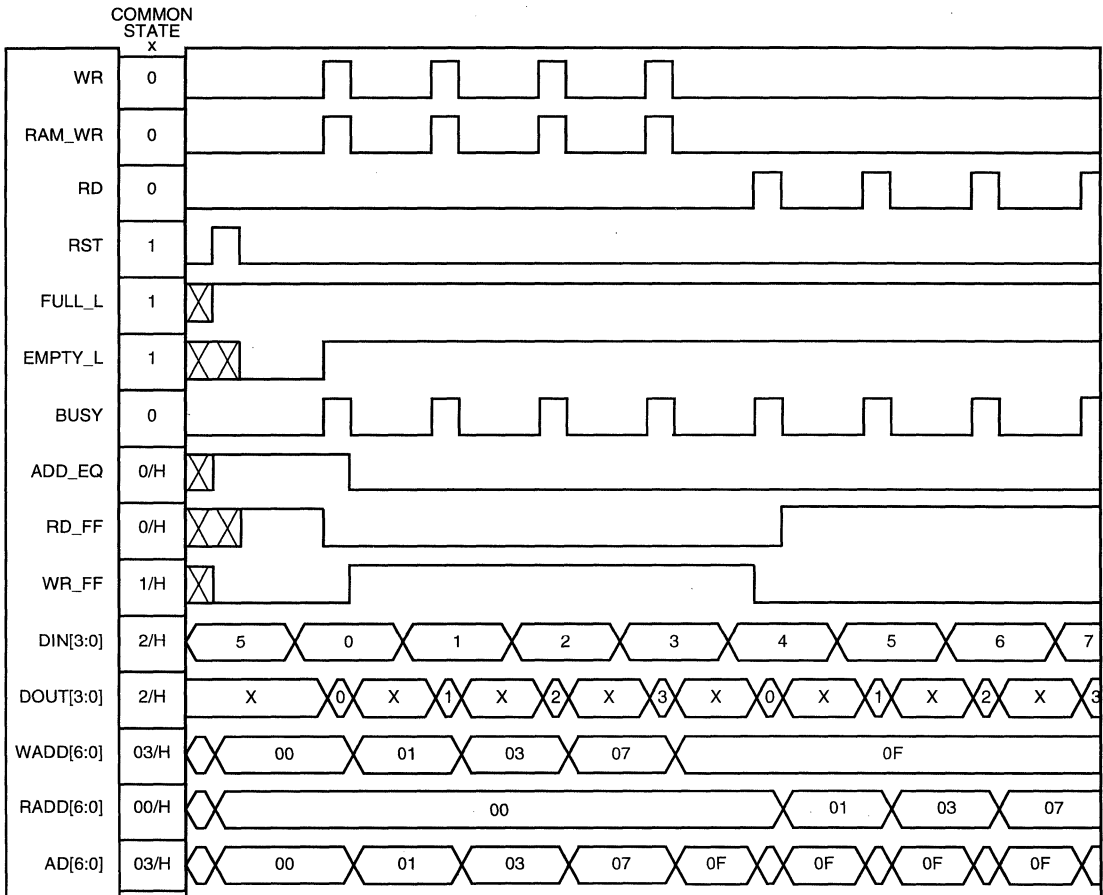 COMMON
STATE
x
WR 0
RAM_WR 0
RD 0
RST 1
FULL_L 1
EMPTY_L 1
BUSY 0
ADD_EQ 0/H
RD_FF 0/H
WR_FF 1/H
DIN[3:0] 2/H 5 0 1 2 3 4 5 6 7
DOUT[3:0] 2/H X 0 X 1 X 2 X 3 X 0 X 1 X 2 X 3
WADD[6:0] 03/H 00 01 03 07 0F
RADD[6:0] 00/H 00 01 03 07
AD[6:0] 03/H 00 01 03 07 0F 0F 0F 0F